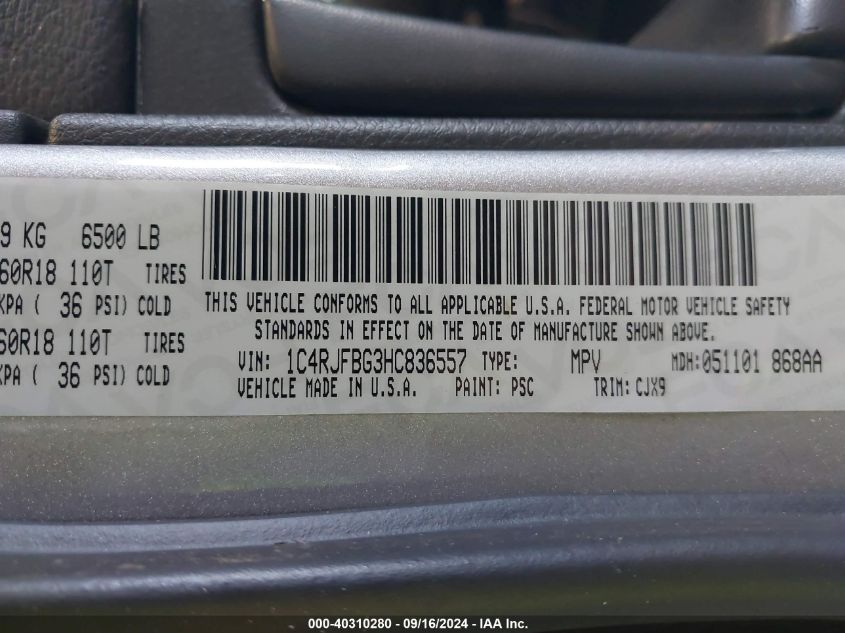 9 KG 6500 LB
60R18 110T TIRES
KPA ( 36 PSI) COLD
60R18 110T TIRES
KPA ( 36 PSI) COLD
THIS VEHICLE CONFORMS TO ALL APPLICABLE U.S.A. FEDERAL MOTOR VEHICLE SAFETY
STANDARDS IN EFFECT ON THE DATE OF MANUFACTURE SHOWN ABOVE.
VIN: 1C4RJFBG3HC836557 TYPE: MPV MDH:051101 868AA
VEHICLE MADE IN U.S.A. PAINT: PSC TRIM: CJX9
000-40310280 - 09/16/2024 - IAA Inc.